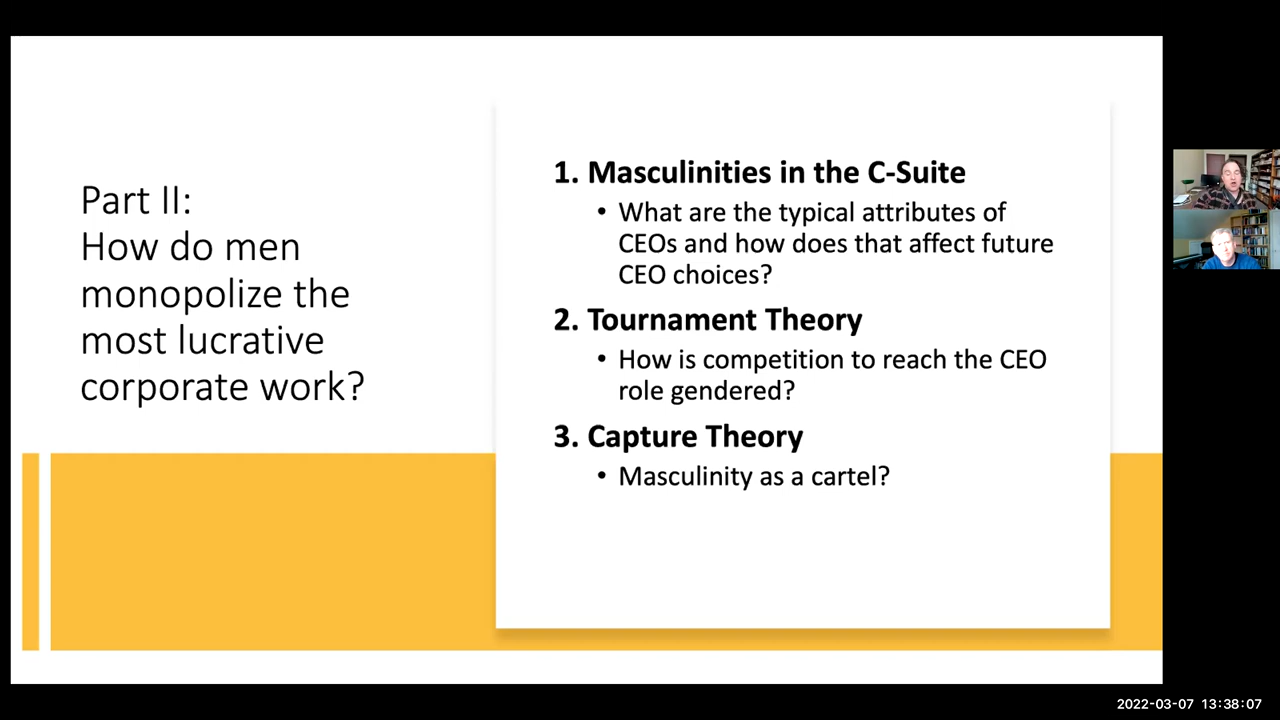 Part II:
How do men
monopolize the
most lucrative
corporate work?
1. Masculinities in the C-Suite
• What are the typical attributes of
CEOs and how does that affect future
CEO choices?
2. Tournament Theory
• How is competition to reach the CEO
role gendered?
3. Capture Theory
• Masculinity as a cartel?
2022-03-07 13:38:07